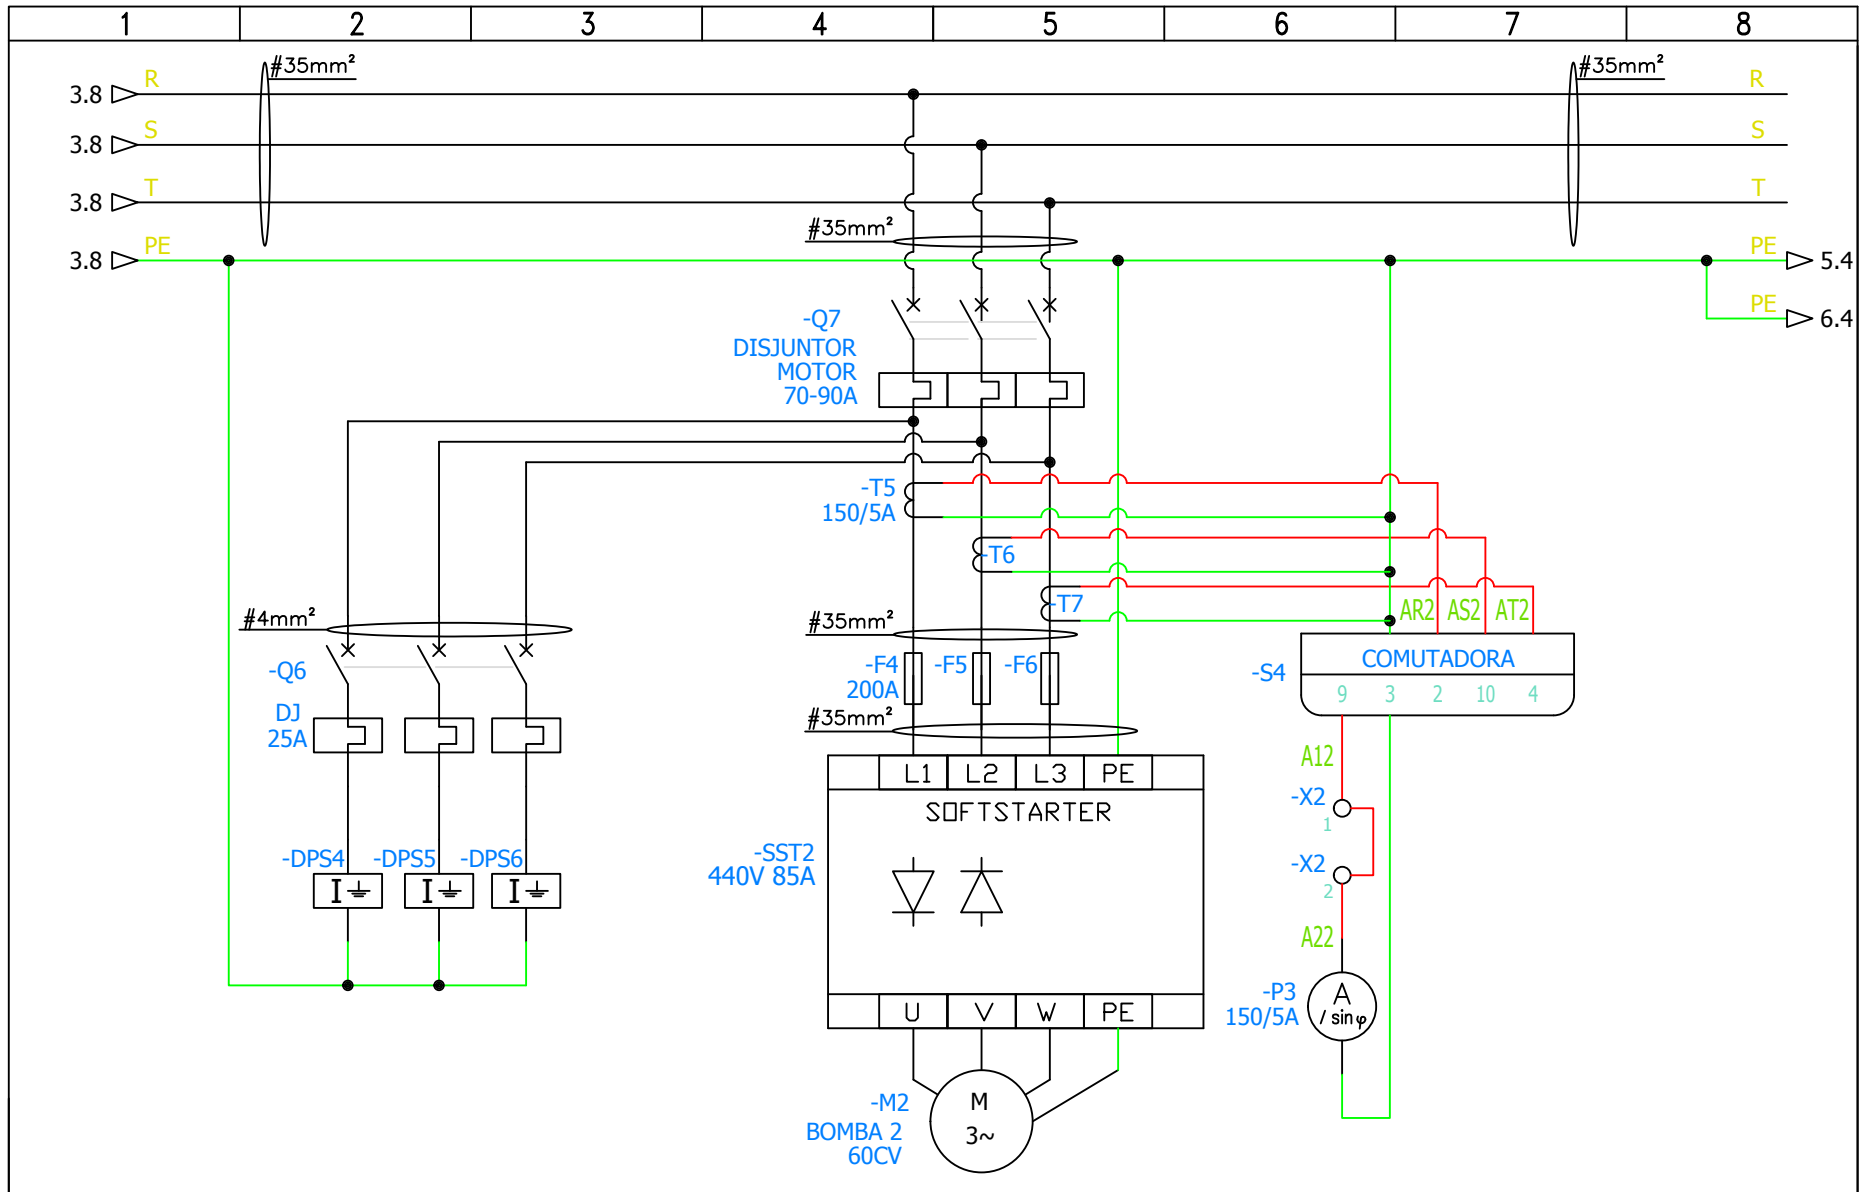 1 2 3 4 5 6 7 8
#35mm² #35mm²
R R
3.8
S S
3.8
T T
3.8
#35mm²
PE PE
3.8 5.4
PE
6.4
-Q7
DISJUNTOR
MOTOR
70-90A
-T5
150/5A
-T6
-T7
AR2 AS2 AT2
#4mm²
#35mm²
-Q6
DJ
25A
-F4 -F5 -F6
200A
#35mm²
-S4
COMUTADORA
9 3 2 10 4
A12
-X2
1
-X2
2
A22
L1 L2 L3 PE
SOFTSTARTER
-SST2
440V 85A
-DPS4 -DPS5 -DPS6
U V W PE
-P3
150/5A
A
/ sin φ
-M2
BOMBA 2
60CV
M
3~